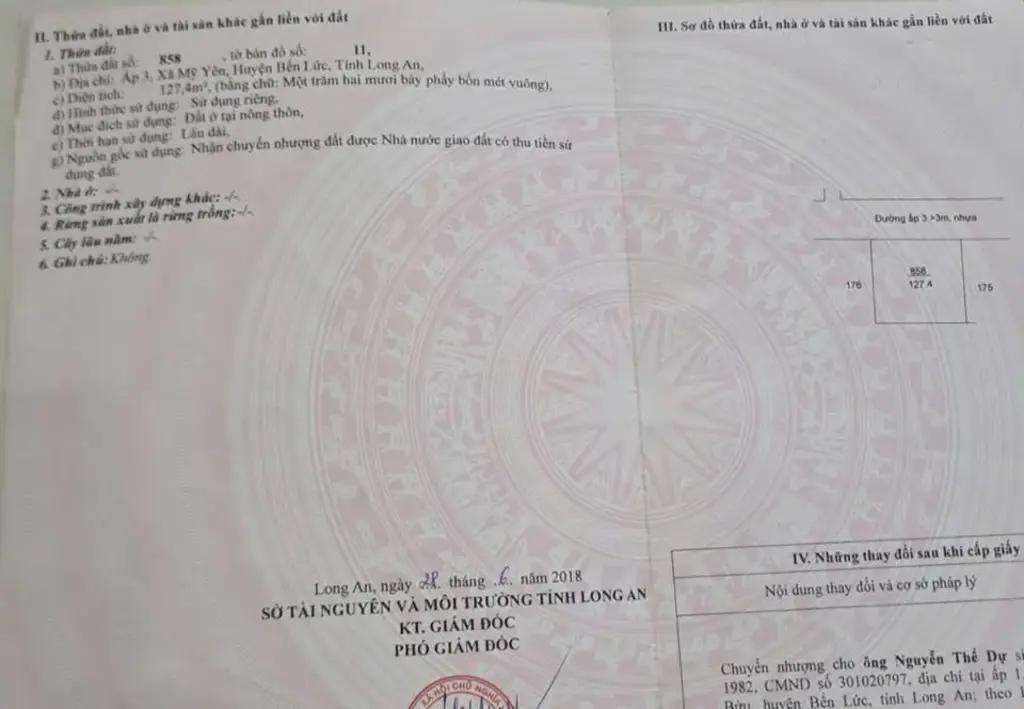 II. Thửa đất, nhà ở và tài sản khác gắn liền với đất
1. Thửa đất:
a) Thửa đất số: 858 , tờ bản đồ số: 11,
b) Địa chỉ: Ấp 3, Xã Mỹ Yên, Huyện Bến Lức, Tỉnh Long An,
c) Diện tích: 127,4m², (bằng chữ: Một trăm hai mươi bảy phẩy bốn mét vuông),
d) Hình thức sử dụng: Sử dụng riêng,
đ) Mục đích sử dụng: Đất ở tại nông thôn,
e) Thời hạn sử dụng: Lâu dài,
g) Nguồn gốc sử dụng: Nhận chuyển nhượng đất được Nhà nước giao đất có thu tiền sử
dụng đất.
2. Nhà ở: -/-
3. Công trình xây dựng khác: -/-.
4. Rừng sản xuất là rừng trồng: -/-.
5. Cây lâu năm: -/-.
6. Ghi chú: Không.
Long An, ngày 28 tháng 6 năm 2018
SỞ TÀI NGUYÊN VÀ MÔI TRƯỜNG TỈNH LONG AN
KT. GIÁM ĐỐC
PHÓ GIÁM ĐỐC
XÃ HỘI CHỦ NGHĨA
III. Sơ đồ thửa đất, nhà ở và tài sản khác gắn liền với đất
Đường ấp 3 >3m, nhựa
858
176 127.4 175
IV. Những thay đổi sau khi cấp giấy
Nội dung thay đổi và cơ sở pháp lý
Chuyển nhượng cho ông Nguyễn Thế Dự
1982, CMND số 301020797, địa chỉ tại ấp 1,
Bửu, huyện Bến Lức, tỉnh Long An; theo